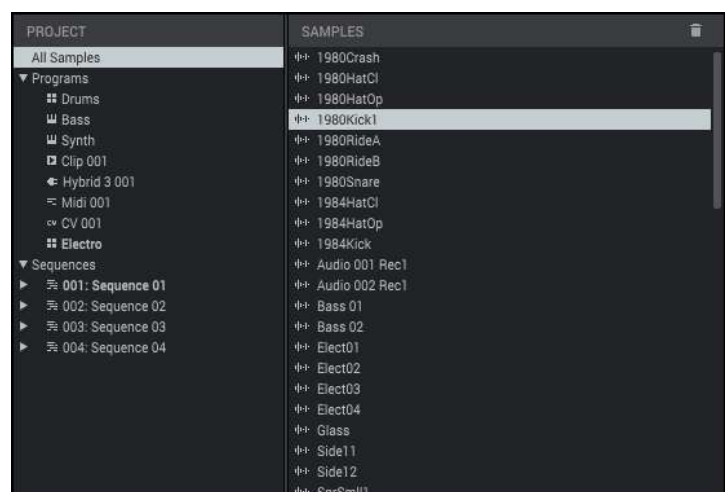 PROJECT
All Samples
Programs
Drums
Bass
Synth
Clip 001
Hybrid 3 001
Midi 001
CV CV 001
Electro
Sequences
001: Sequence 01
002: Sequence 02
003: Sequence 03
004: Sequence 04
SAMPLES
1980Crash
1980HatCl
1980HatOp
1980Kick1
1980RideA
1980RideB
1980Snare
1984HatCl
1984HatOp
1984Kick
Audio 001 Rec1
Audio 002 Rec1
Bass 01
Bass 02
Elect01
Elect02
Elect03
Elect04
Glass
Side11
Side12